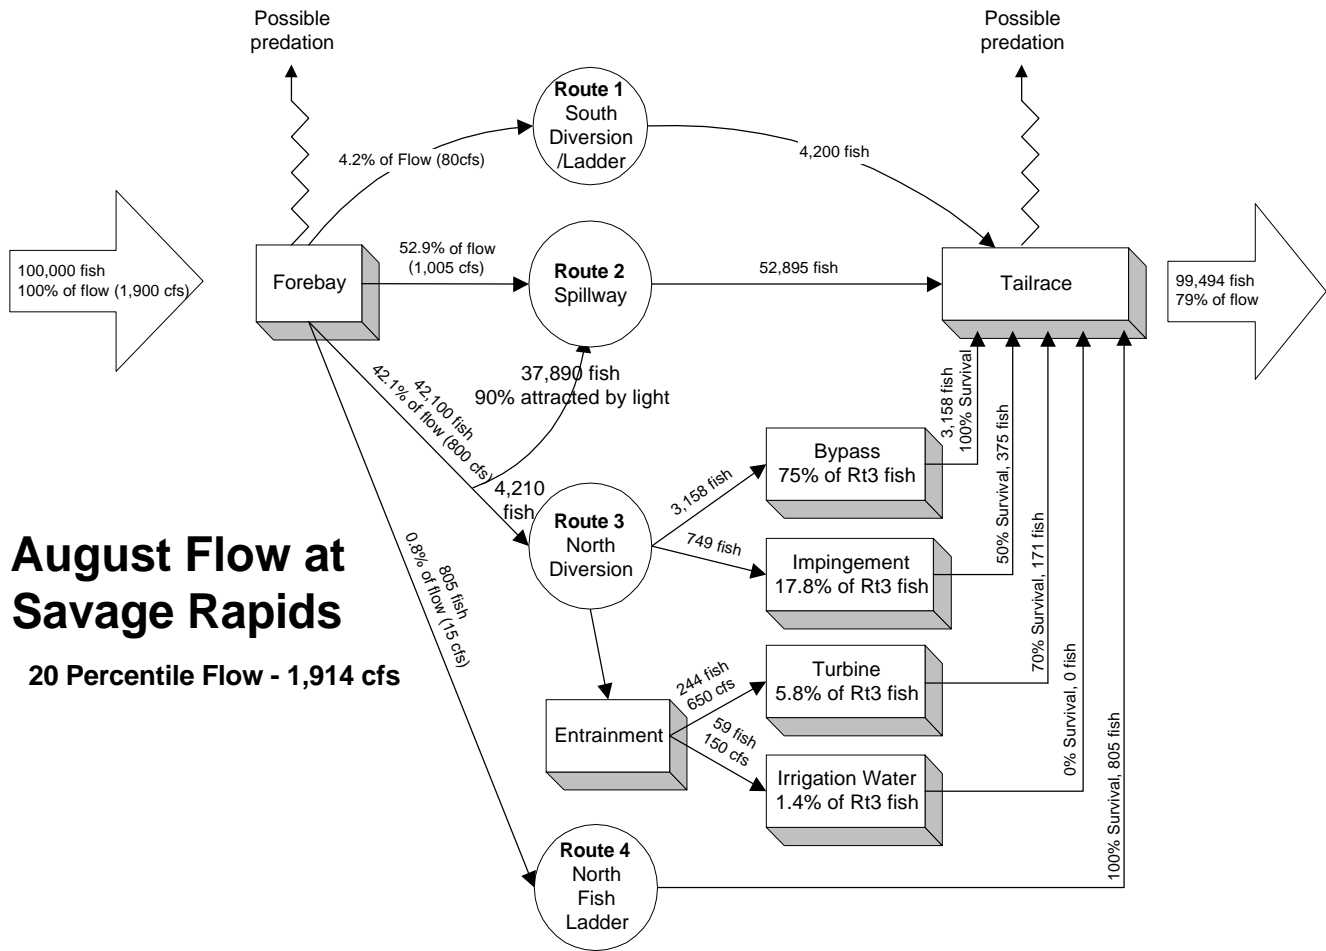 Possible
predation
Possible
predation
Route 1
South
Diversion
/Ladder
4.2% of Flow (80cfs)
4,200 fish
100,000 fish
100% of flow (1,900 cfs)
Forebay
52.9% of flow
(1,005 cfs)
Route 2
Spillway
52,895 fish
Tailrace
99,494 fish
79% of flow
37,890 fish
90% attracted by light
42,100 fish
42.1% of flow (800 cfs)
4,210
fish
Route 3
North
Diversion
3,158 fish
749 fish
Bypass
75% of Rt3 fish
3,158 fish
100% Survival
Impingement
17.8% of Rt3 fish
50% Survival, 375 fish
Entrainment
244 fish
650 cfs
59 fish
150 cfs
Turbine
5.8% of Rt3 fish
70% Survival, 171 fish
Irrigation Water
1.4% of Rt3 fish
0% Survival, 0 fish
805 fish
0.8% of flow (15 cfs)
Route 4
North
Fish
Ladder
100% Survival, 805 fish
August Flow at
Savage Rapids
20 Percentile Flow - 1,914 cfs